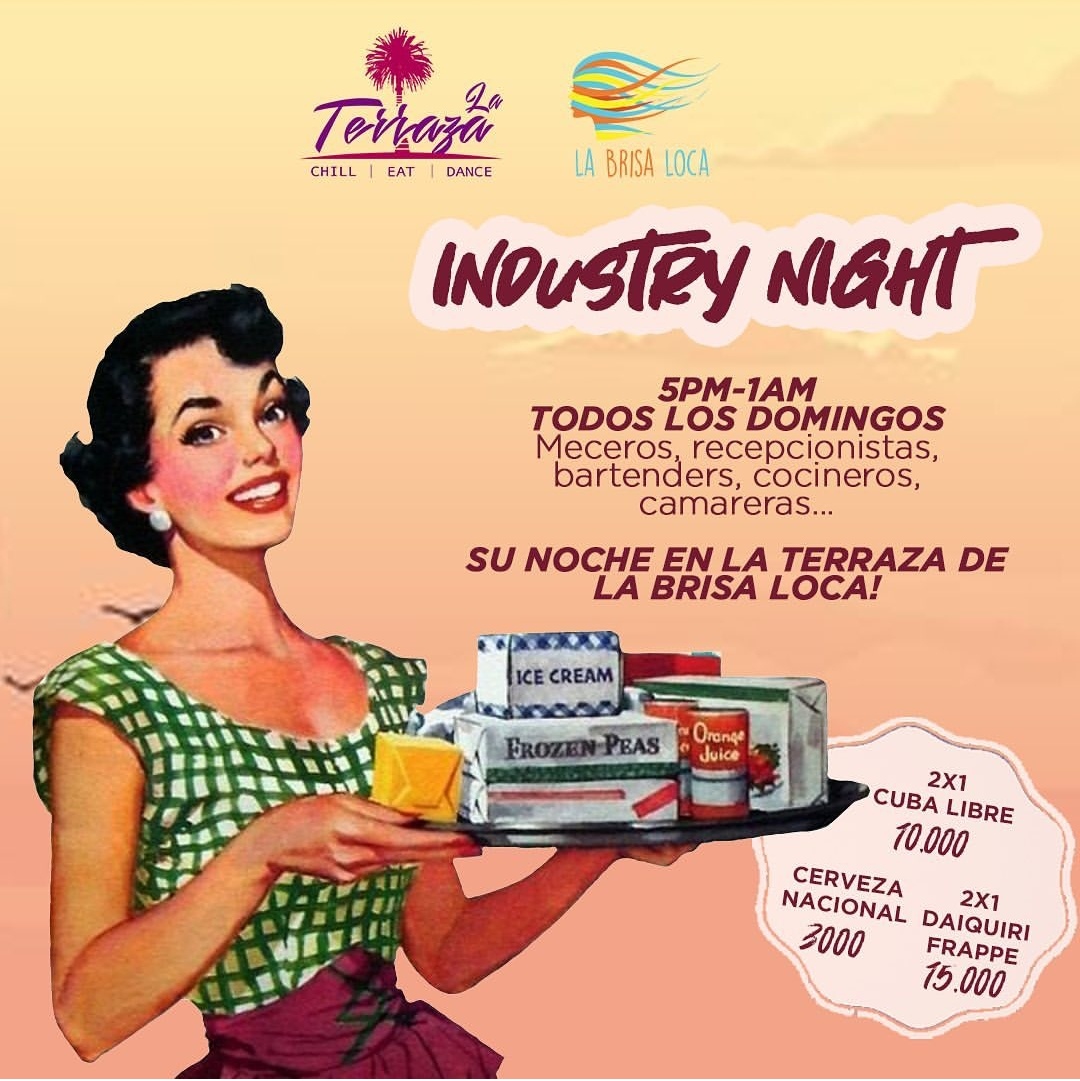 La
Terraza
CHILL | EAT | DANCE
LA BRISA LOCA
INDUSTRY NIGHT
5PM-1AM
TODOS LOS DOMINGOS
Meceros, recepcionistas,
bartenders, cocineros,
camareras...
SU NOCHE EN LA TERRAZA DE
LA BRISA LOCA!
ICE CREAM
FROZEN PEAS
Orange
Juice
2X1
CUBA LIBRE
10.000
CERVEZA
NACIONAL
3000
2X1
DAIQUIRI
FRAPPE
15.000